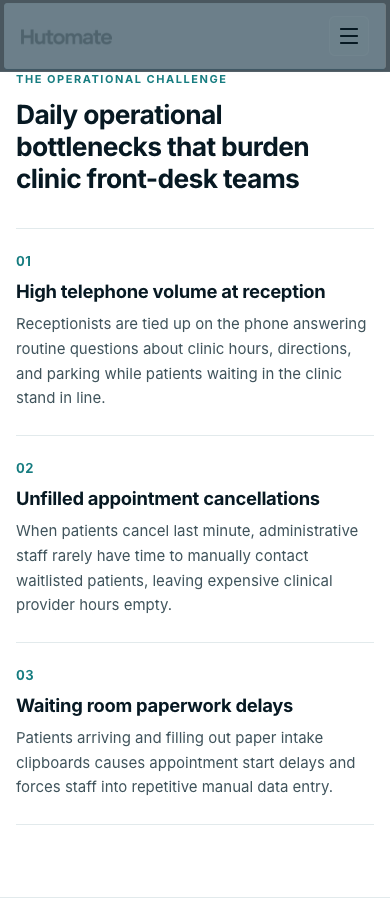 Hutomate
THE OPERATIONAL CHALLENGE
Daily operational
bottlenecks that burden
clinic front-desk teams
01
High telephone volume at reception
Receptionists are tied up on the phone answering
routine questions about clinic hours, directions,
and parking while patients waiting in the clinic
stand in line.
02
Unfilled appointment cancellations
When patients cancel last minute, administrative
staff rarely have time to manually contact
waitlisted patients, leaving expensive clinical
provider hours empty.
03
Waiting room paperwork delays
Patients arriving and filling out paper intake
clipboards causes appointment start delays and
forces staff into repetitive manual data entry.